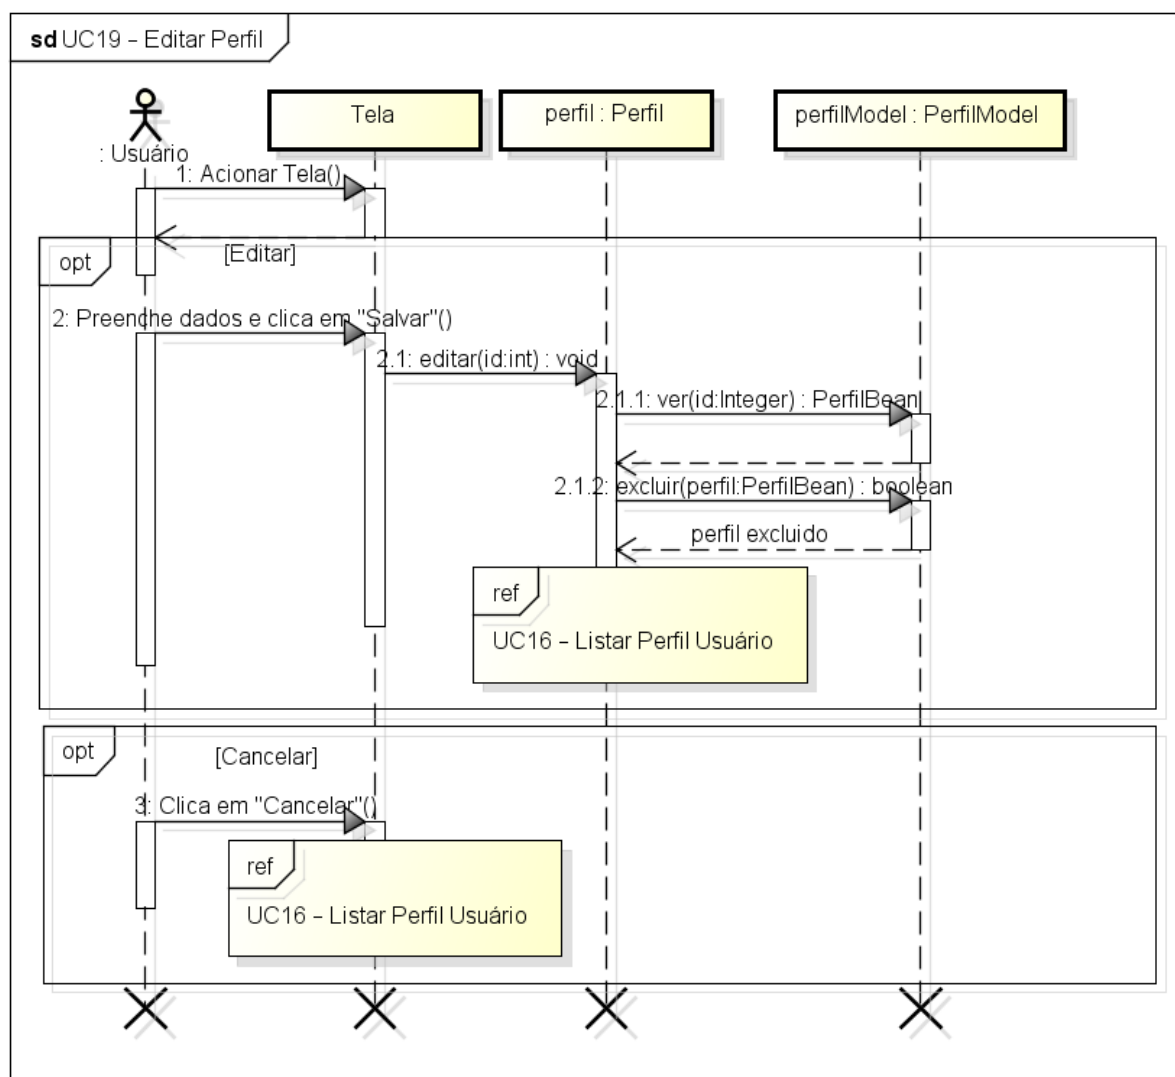 sd UC19 – Editar Perfil
: Usuário
Tela
perfil : Perfil
perfilModel : PerfilModel
1: Acionar Tela()
opt
[Editar]
2: Preenche dados e clica em "Salvar"()
2.1: editar(id:int) : void
2.1.1: ver(id:Integer) : PerfilBean
2.1.2: excluir(perfil:PerfilBean) : boolean
perfil excluido
ref
UC16 – Listar Perfil Usuário
opt
[Cancelar]
3: Clica em "Cancelar"()
ref
UC16 – Listar Perfil Usuário